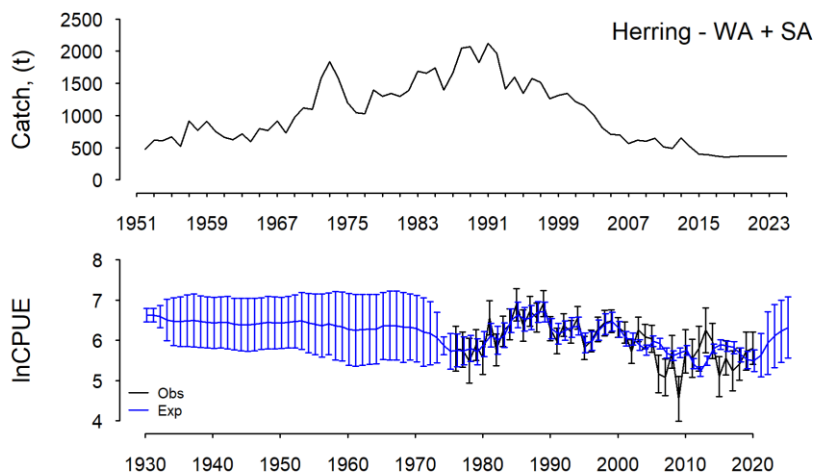 Herring - WA + SA
Catch, (t)
2500
2000
1500
1000
500
0
1951 1959 1967 1975 1983 1991 1999 2007 2015 2023
lnCPUE
8
7
6
5
4
Obs
Exp
1930 1940 1950 1960 1970 1980 1990 2000 2010 2020